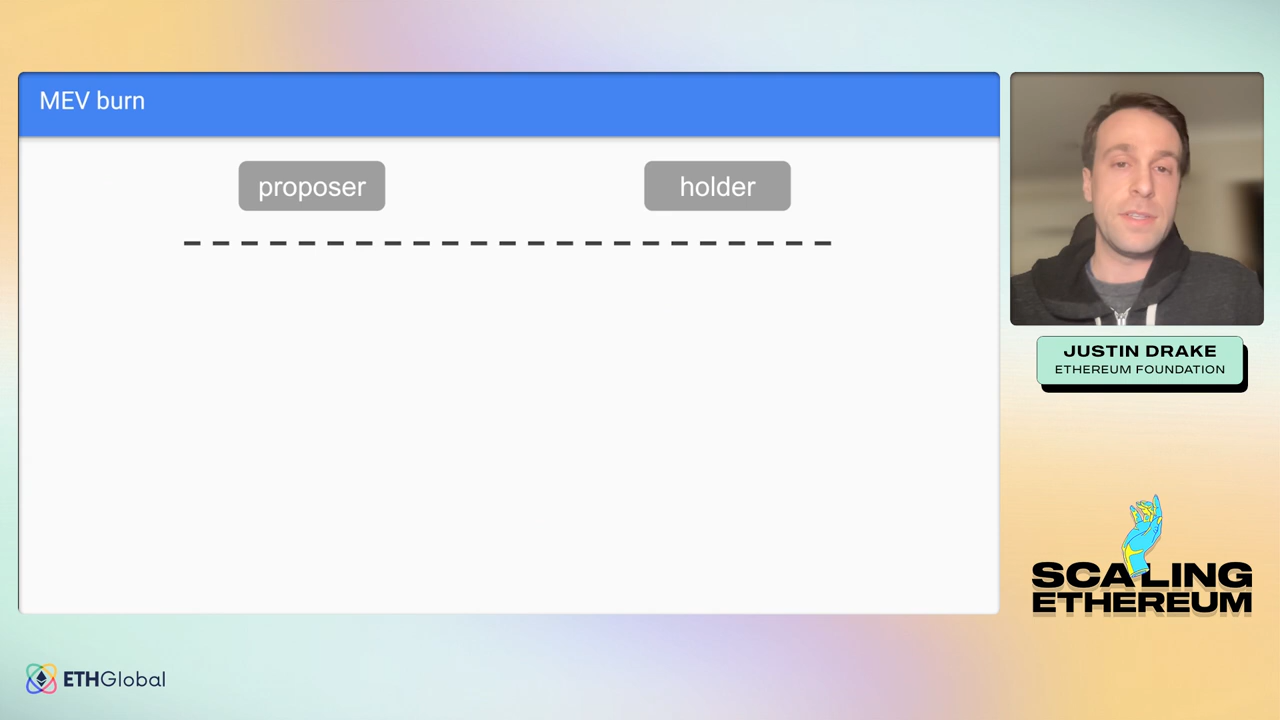 MEV burn
proposer
holder
JUSTIN DRAKE
ETHEREUM FOUNDATION
SCALING
ETHEREUM
ETHGlobal